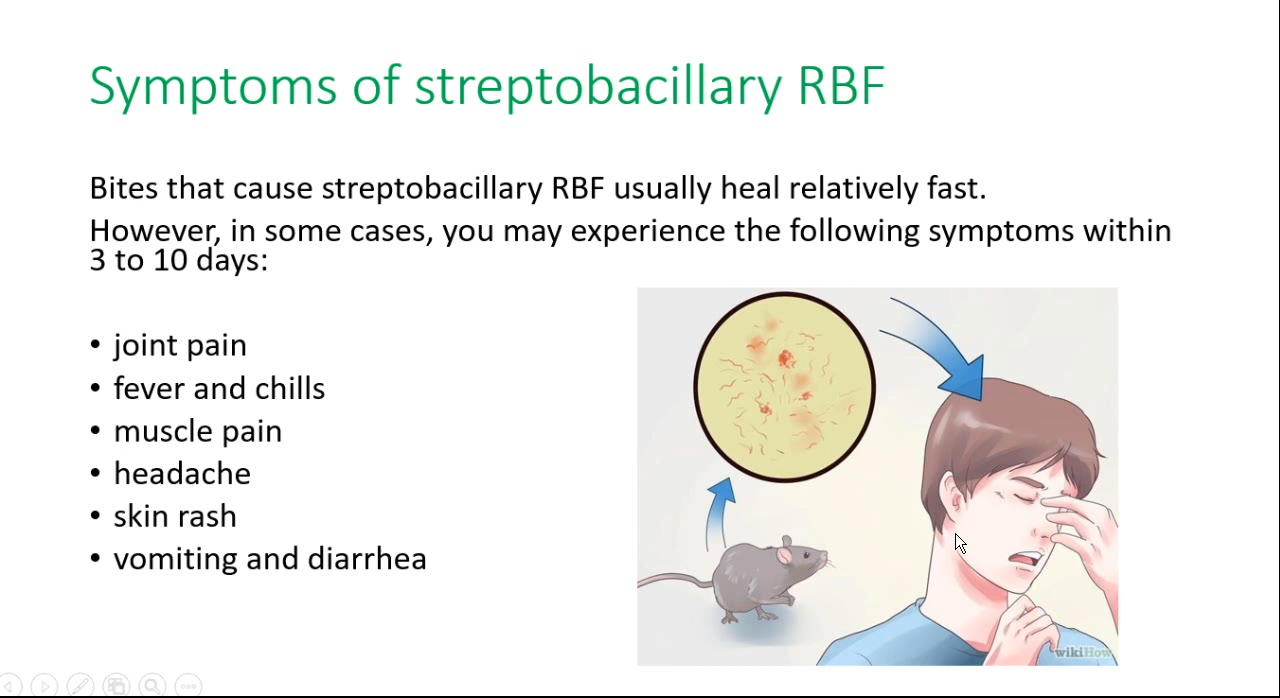 Symptoms of streptobacillary RBF
Bites that cause streptobacillary RBF usually heal relatively fast.
However, in some cases, you may experience the following symptoms within
3 to 10 days:
• joint pain
• fever and chills
• muscle pain
• headache
• skin rash
• vomiting and diarrhea
wikiHow